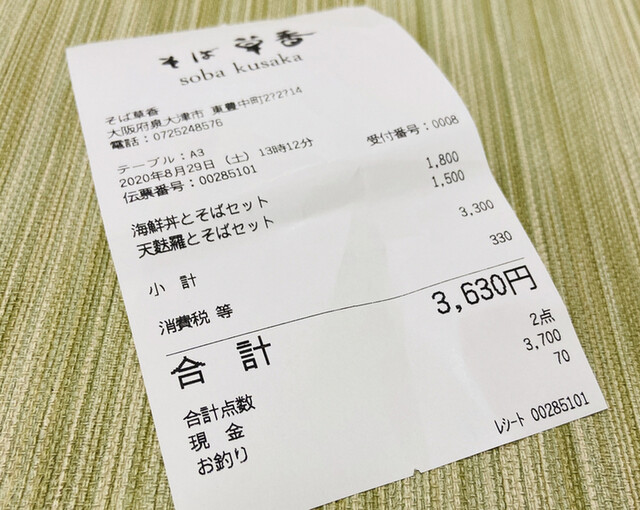 そば 草香
soba kusaka
そば草香
大阪府泉大津市 東豊中町2?2?14
電話：0725248576
テーブル：A3 受付番号：0008
2020年8月29日（土）13時12分
伝票番号：00285101
海鮮丼とそばセット 1,800
天麩羅とそばセット 1,500
小 計 3,300
消費税 等 330
合 計 3,630円
合計点数 2点
現 金 3,700
お釣り 70
レシート 00285101